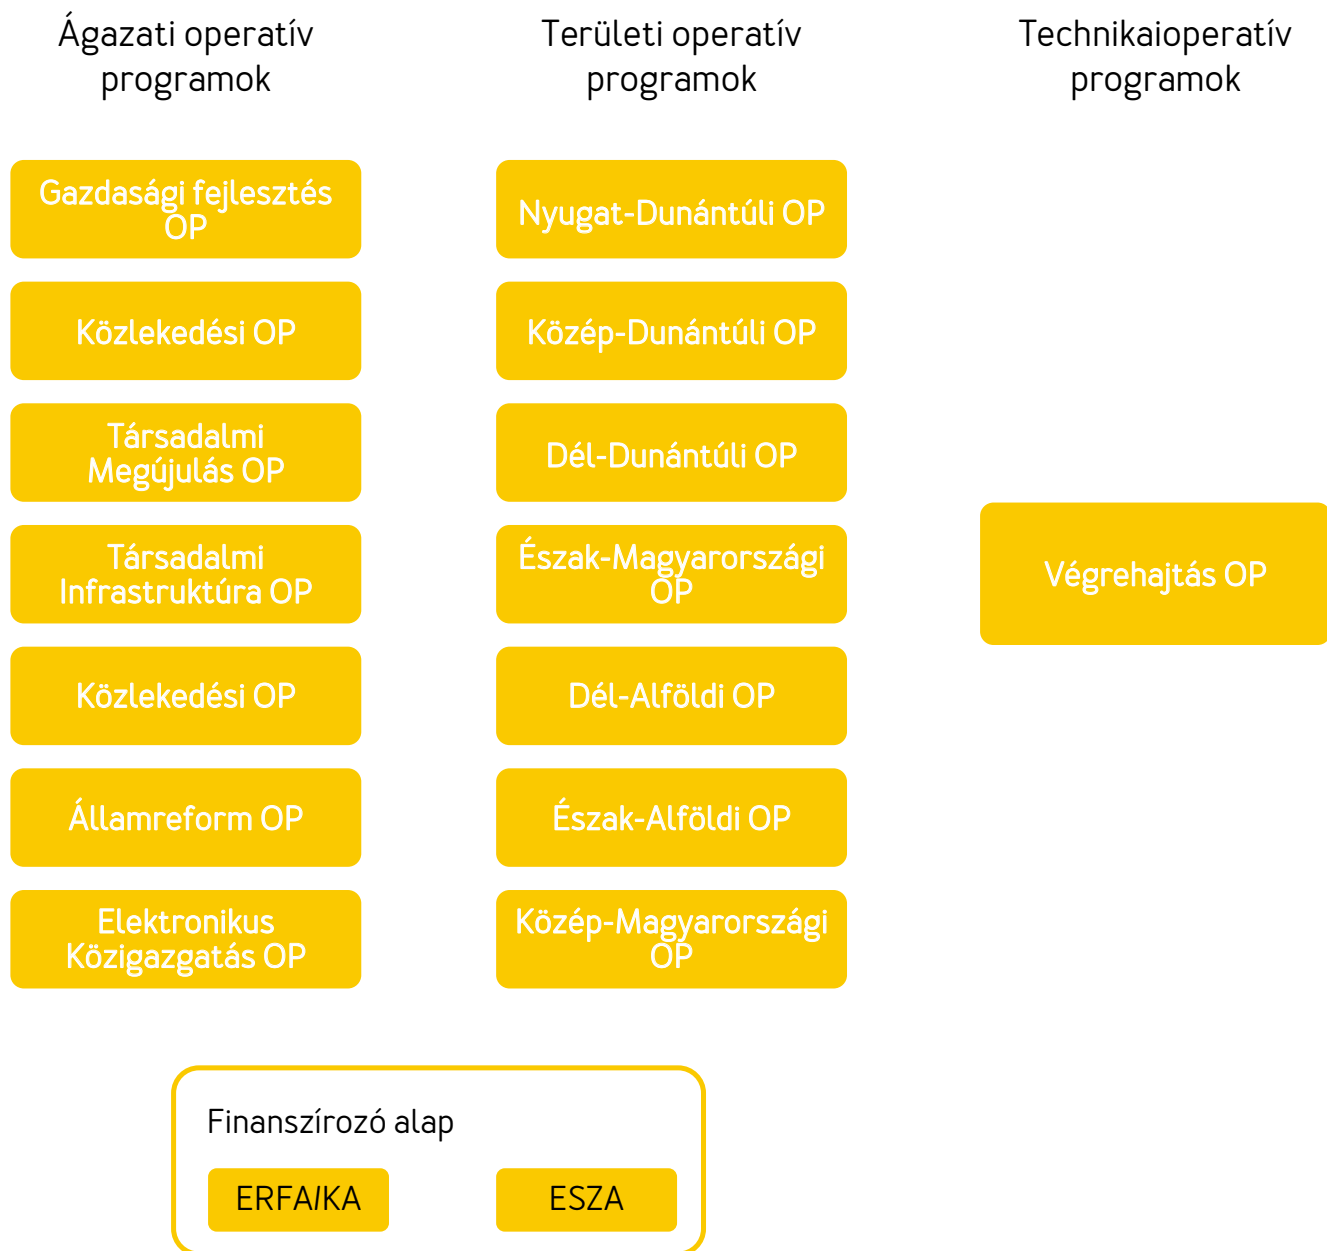 Ágazati operatív
programok
Gazdasági fejlesztés
OP
Közlekedési OP
Társadalmi
Megújulás OP
Társadalmi
Infrastruktúra OP
Közlekedési OP
Államreform OP
Elektronikus
Közigazgatás OP
Területi operatív
programok
Nyugat-Dunántúli OP
Közép-Dunántúli OP
Dél-Dunántúli OP
Észak-Magyarországi
OP
Dél-Alföldi OP
Észak-Alföldi OP
Közép-Magyarországi
OP
Technikaioperatív
programok
Végrehajtás OP
Finanszírozó alap
ERFA/KA
ESZA